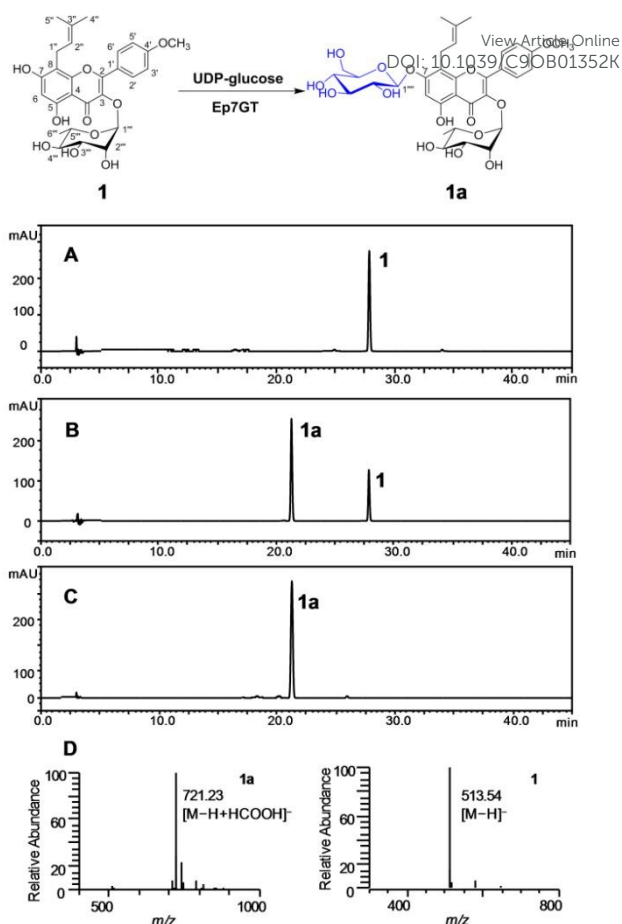 View Article Online
DOI: 10.1039/C9OB01352K
5" 3" 4"
1" 2"
8
HO 7
6
5
OH
O
2
3
4
O
1'
6'
5'
4'
3'
2'
OCH₃
O
6'''
5'''
O
1'''
HO
4'''
HO
3'''
2'''
OH
1
UDP-glucose
Ep7GT
HO
HO
HO
O
OH
O
1''''
7
O
OH
O
O
OCH₃
O
HO
HO
OH
1a
mAU
A
1
200
100
0
0.0 10.0 20.0 30.0 40.0 min
mAU
B
1a
1
200
100
0
0.0 10.0 20.0 30.0 40.0 min
mAU
C
1a
200
100
0
0.0 10.0 20.0 30.0 40.0 min
D
Relative Abundance
100
20
0
1a
721.23
[M−H+HCOOH]⁻
500 1000
m/z
Relative Abundance
100
20
0
1
513.54
[M−H]⁻
400 800
m/z